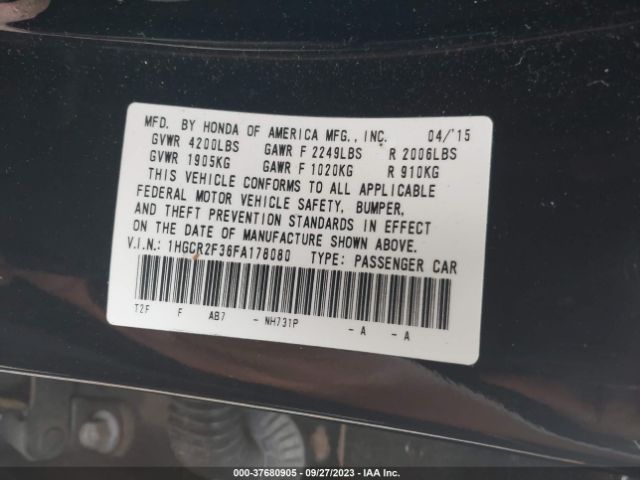 MFD. BY HONDA OF AMERICA MFG., INC. 04/'15
GVWR 4200LBS GAWR F 2249LBS R 2006LBS
GVWR 1905KG GAWR F 1020KG R 910KG
THIS VEHICLE CONFORMS TO ALL APPLICABLE
FEDERAL MOTOR VEHICLE SAFETY, BUMPER,
AND THEFT PREVENTION STANDARDS IN EFFECT
ON THE DATE OF MANUFACTURE SHOWN ABOVE.
V.I.N.: 1HGCR2F36FA178080 TYPE: PASSENGER CAR
T2F F AB7 - NH731P - A - A
000-37680905 - 09/27/2023 - IAA Inc.